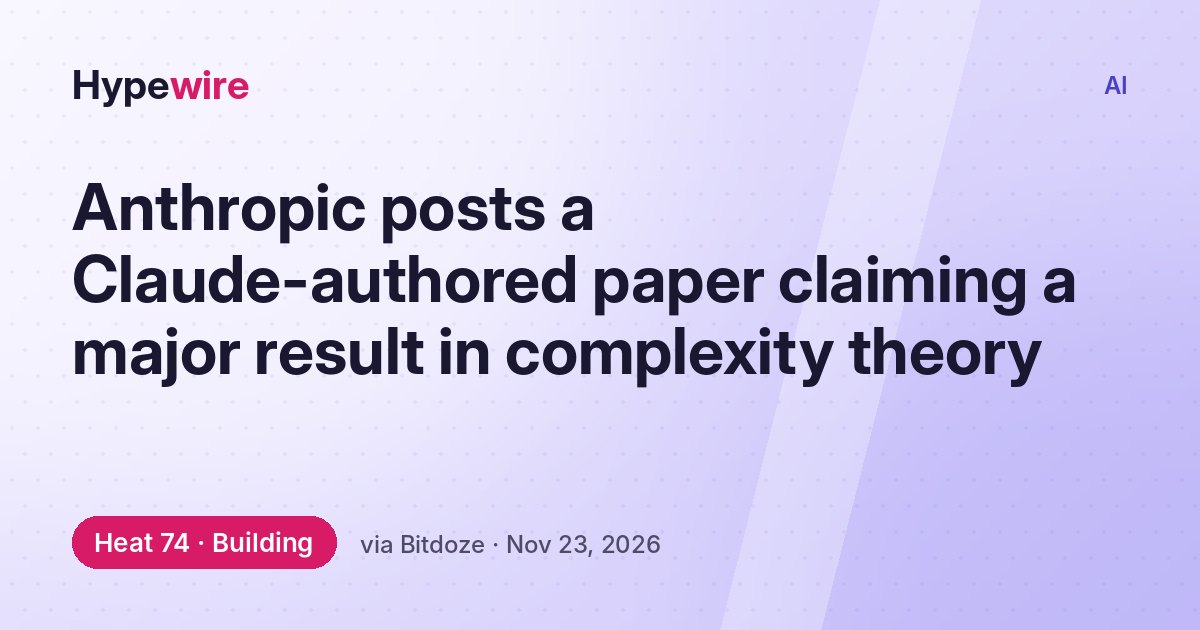 Hypewire
AI
Anthropic posts a
Claude-authored paper claiming a
major result in complexity theory
Heat 74 · Building
via Bitdoze · Nov 23, 2026